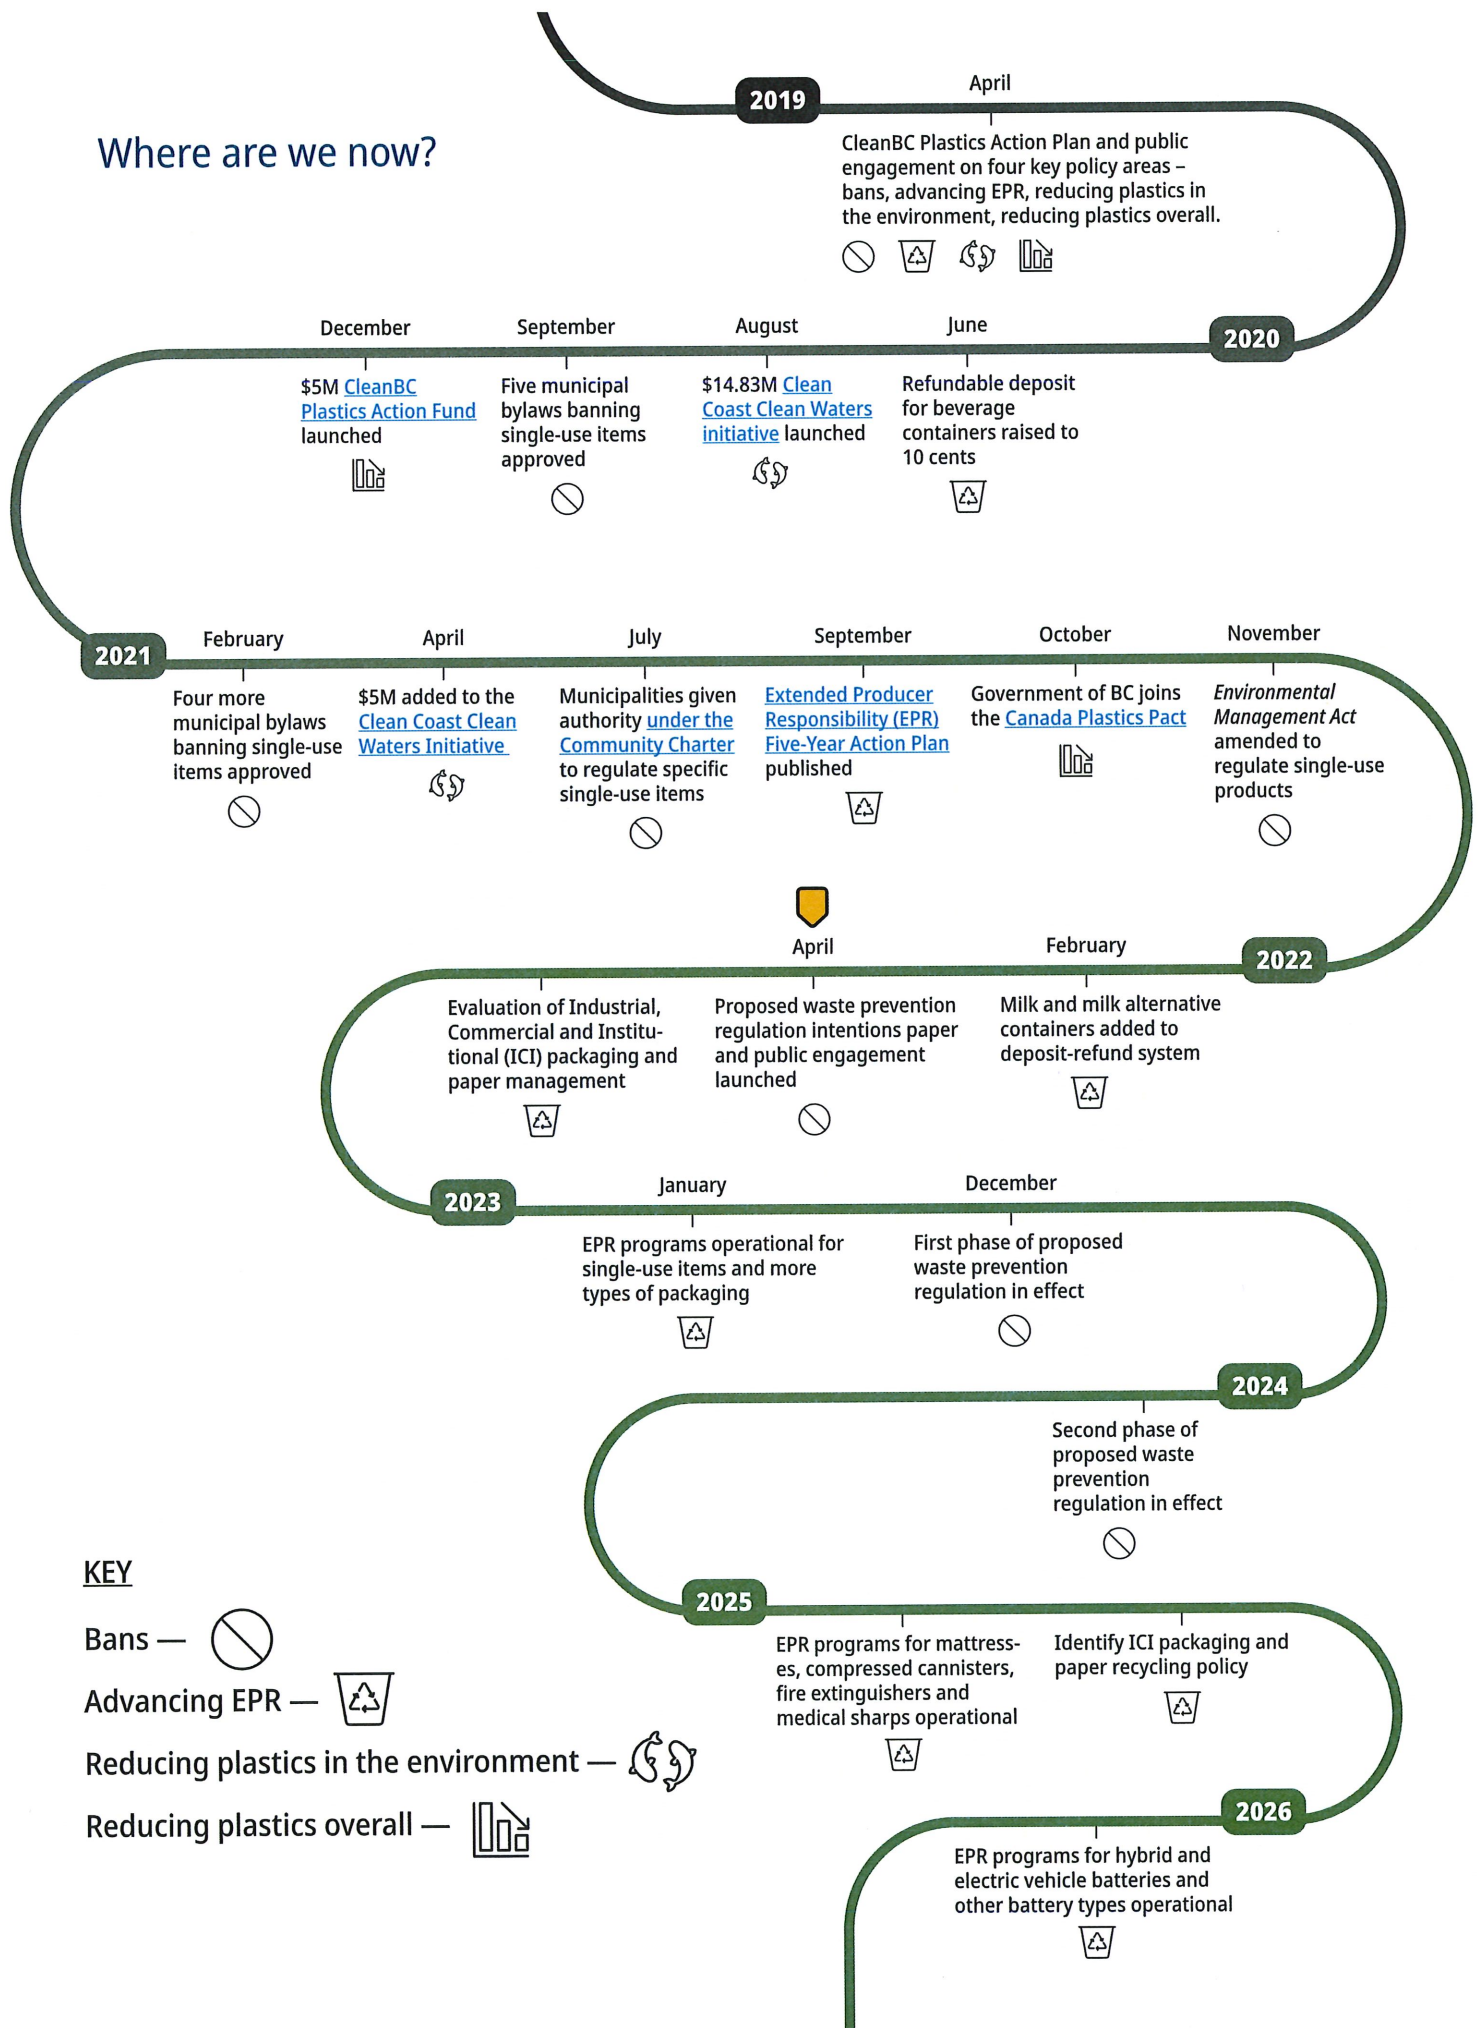 Where are we now?
2019
April
CleanBC Plastics Action Plan and public
engagement on four key policy areas –
bans, advancing EPR, reducing plastics in
the environment, reducing plastics overall.
2020
June
Refundable deposit
for beverage
containers raised to
10 cents
August
$14.83M Clean
Coast Clean Waters
initiative launched
September
Five municipal
bylaws banning
single-use items
approved
December
$5M CleanBC
Plastics Action Fund
launched
2021
February
Four more
municipal bylaws
banning single-use
items approved
April
$5M added to the
Clean Coast Clean
Waters Initiative
July
Municipalities given
authority under the
Community Charter
to regulate specific
single-use items
September
Extended Producer
Responsibility (EPR)
Five-Year Action Plan
published
October
Government of BC joins
the Canada Plastics Pact
November
Environmental
Management Act
amended to
regulate single-use
products
2022
February
Milk and milk alternative
containers added to
deposit-refund system
April
Proposed waste prevention
regulation intentions paper
and public engagement
launched
Evaluation of Industrial,
Commercial and Institu-
tional (ICI) packaging and
paper management
2023
January
EPR programs operational for
single-use items and more
types of packaging
December
First phase of proposed
waste prevention
regulation in effect
2024
Second phase of
proposed waste
prevention
regulation in effect
2025
EPR programs for mattress-
es, compressed cannisters,
fire extinguishers and
medical sharps operational
Identify ICI packaging and
paper recycling policy
2026
EPR programs for hybrid and
electric vehicle batteries and
other battery types operational
KEY
Bans —
Advancing EPR —
Reducing plastics in the environment —
Reducing plastics overall —